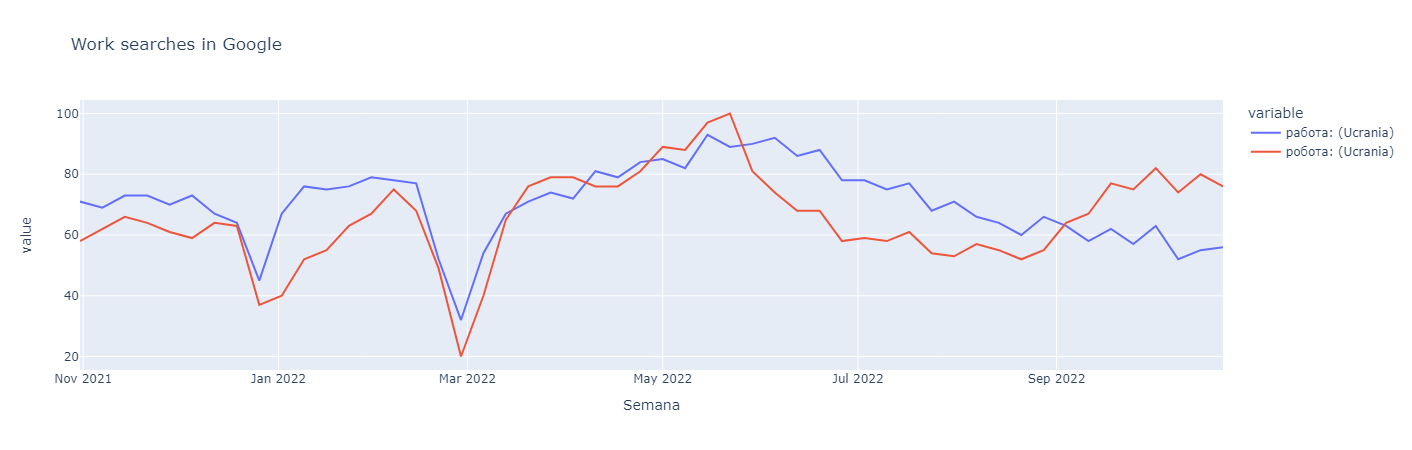 Work searches in Google
variable
работа: (Ucrania)
робота: (Ucrania)
value
100
80
60
40
20
Nov 2021
Jan 2022
Mar 2022
May 2022
Jul 2022
Sep 2022
Semana